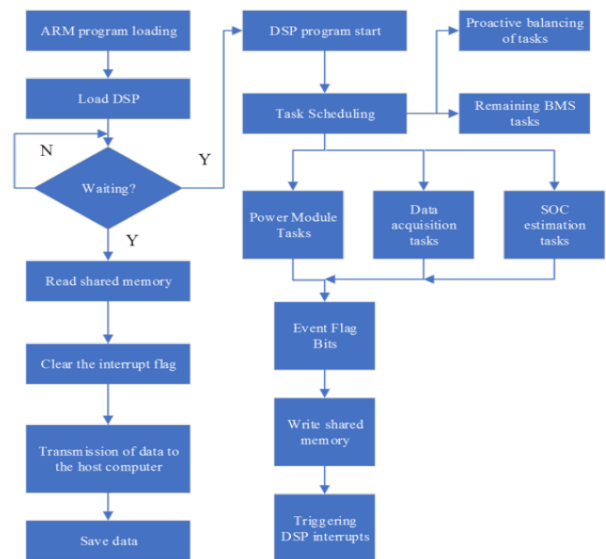 ARM program loading
Load DSP
N
Y
Waiting?
Y
Read shared memory
Clear the interrupt flag
Transmission of data to
the host computer
Save data
DSP program start
Task Scheduling
Proactive balancing
of tasks
Remaining BMS
tasks
Power Module
Tasks
Data
acquisition
tasks
SOC
estimation
tasks
Event Flag
Bits
Write shared
memory
Triggering
DSP interrupts